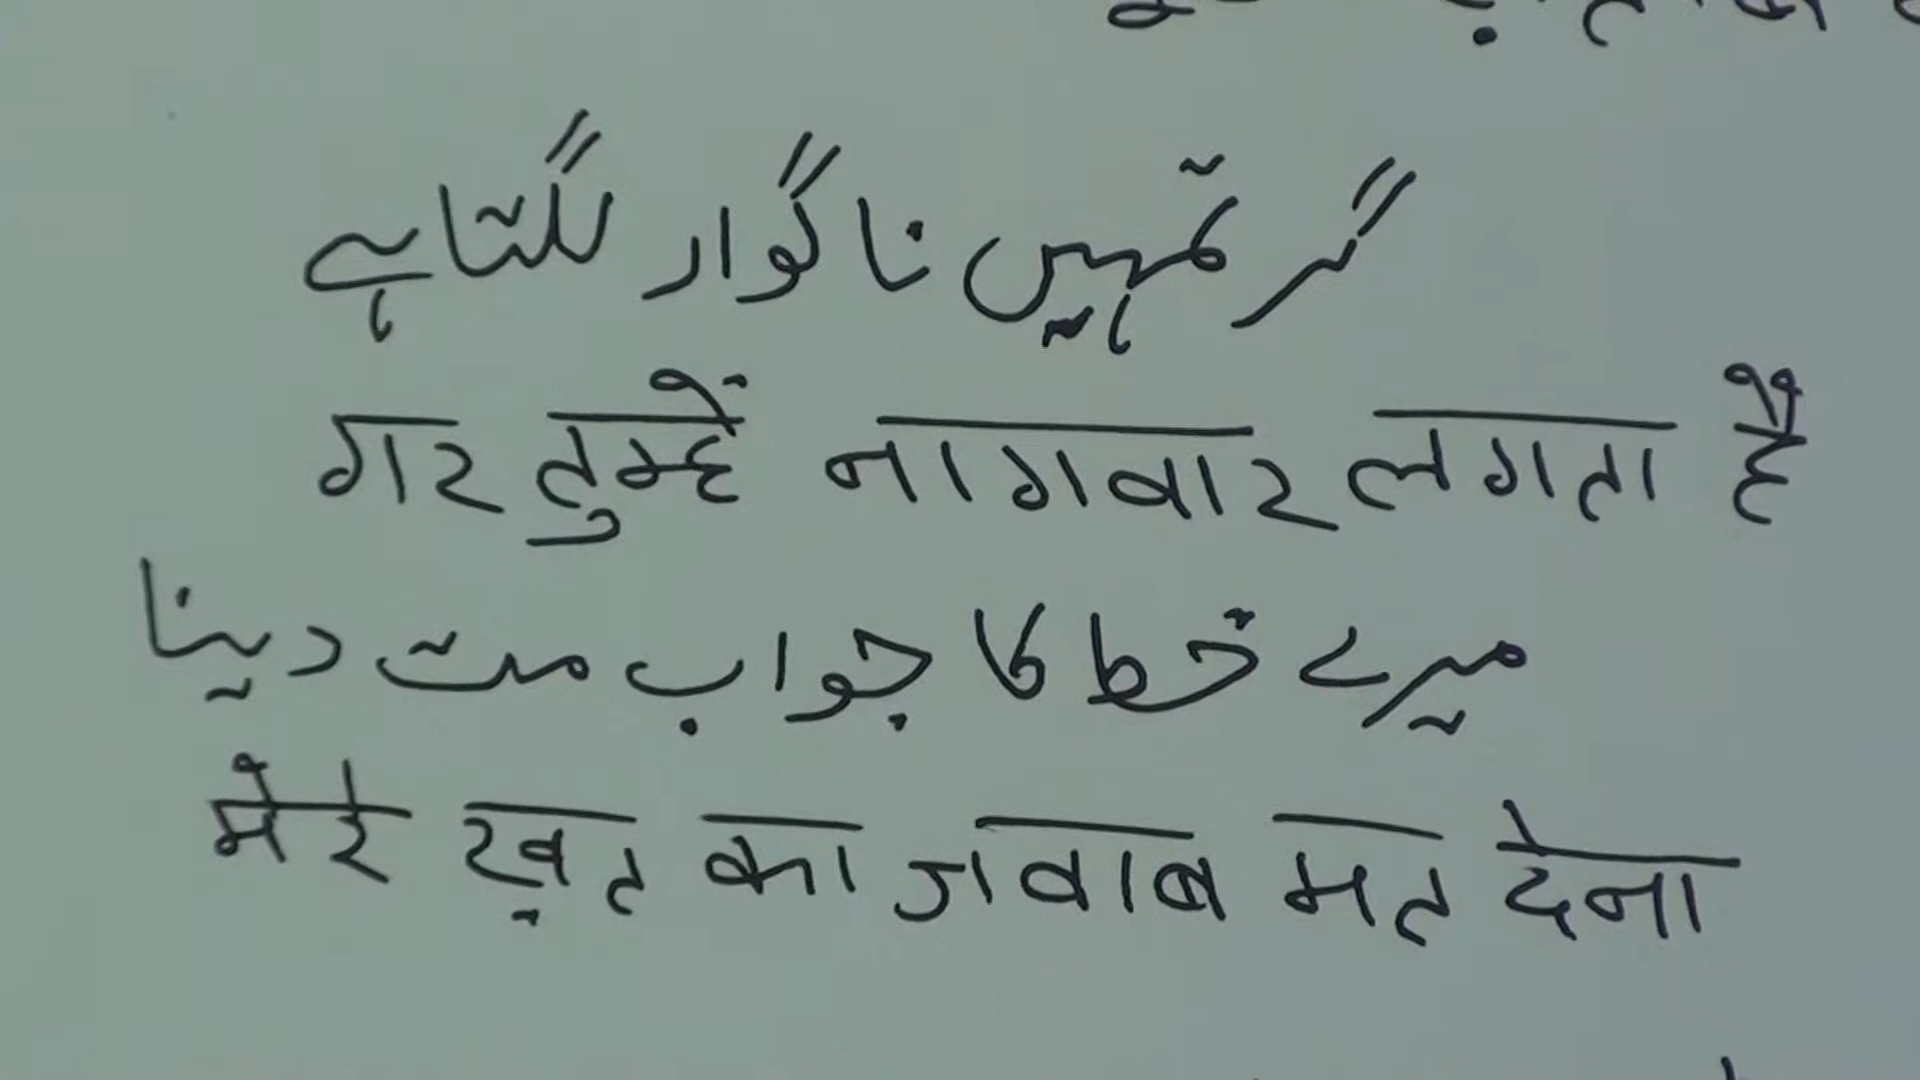 گر تمہیں ناگوار لگتا ہے
गर तुम्हें नागवार लगता है
میرے خط کا جواب مت دینا
मेरे ख़त का जवाब मत देना